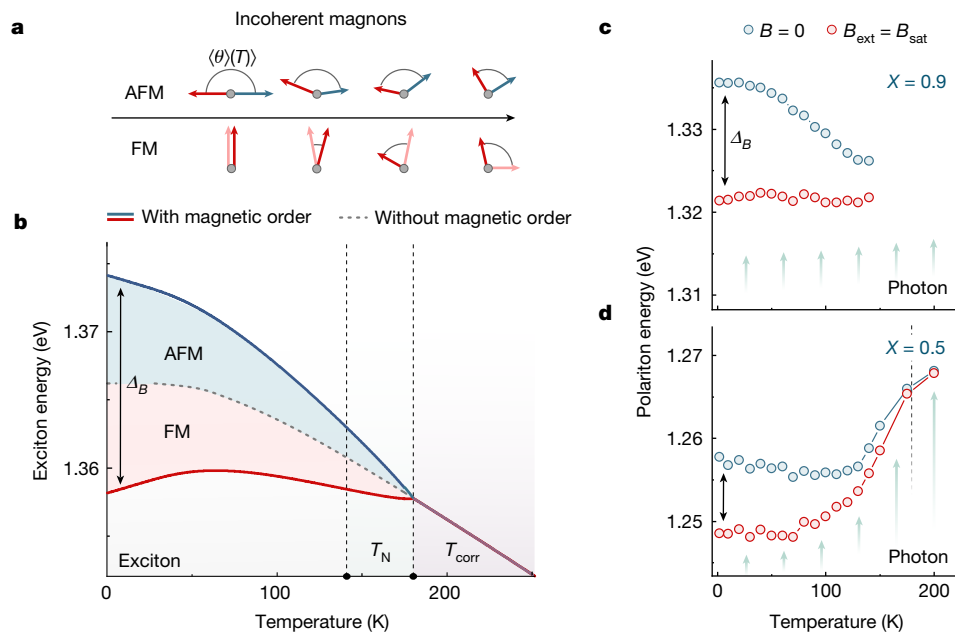 a
Incoherent magnons
⟨θ⟩(T)⟩
AFM
FM
With magnetic order
Without magnetic order
b
Exciton energy (eV)
1.37
1.36
AFM
Δ_B
FM
Exciton
T_N
T_corr
0
100
200
Temperature (K)
c
B = 0
B_ext = B_sat
X = 0.9
Polariton energy (eV)
1.33
Δ_B
1.32
1.31
Photon
d
X = 0.5
1.27
1.26
1.25
Photon
0
100
200
Temperature (K)